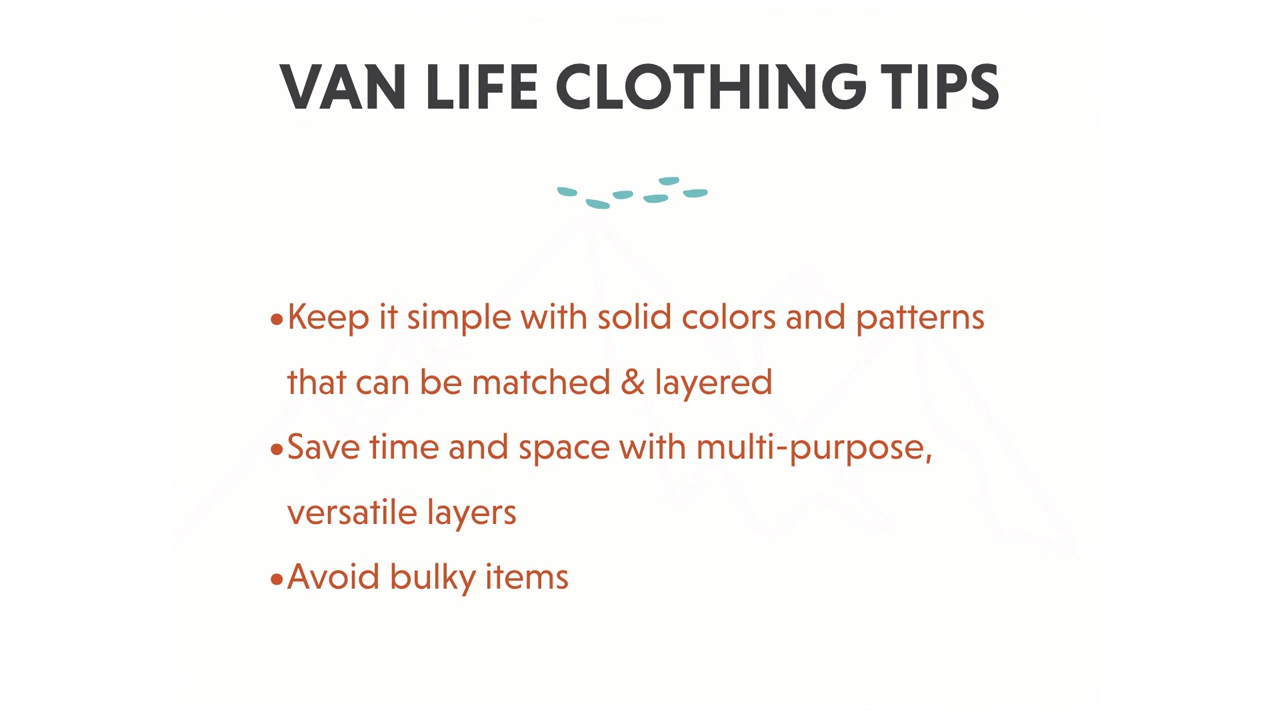 VAN LIFE CLOTHING TIPS
•Keep it simple with solid colors and patterns
that can be matched & layered
•Save time and space with multi-purpose,
versatile layers
•Avoid bulky items